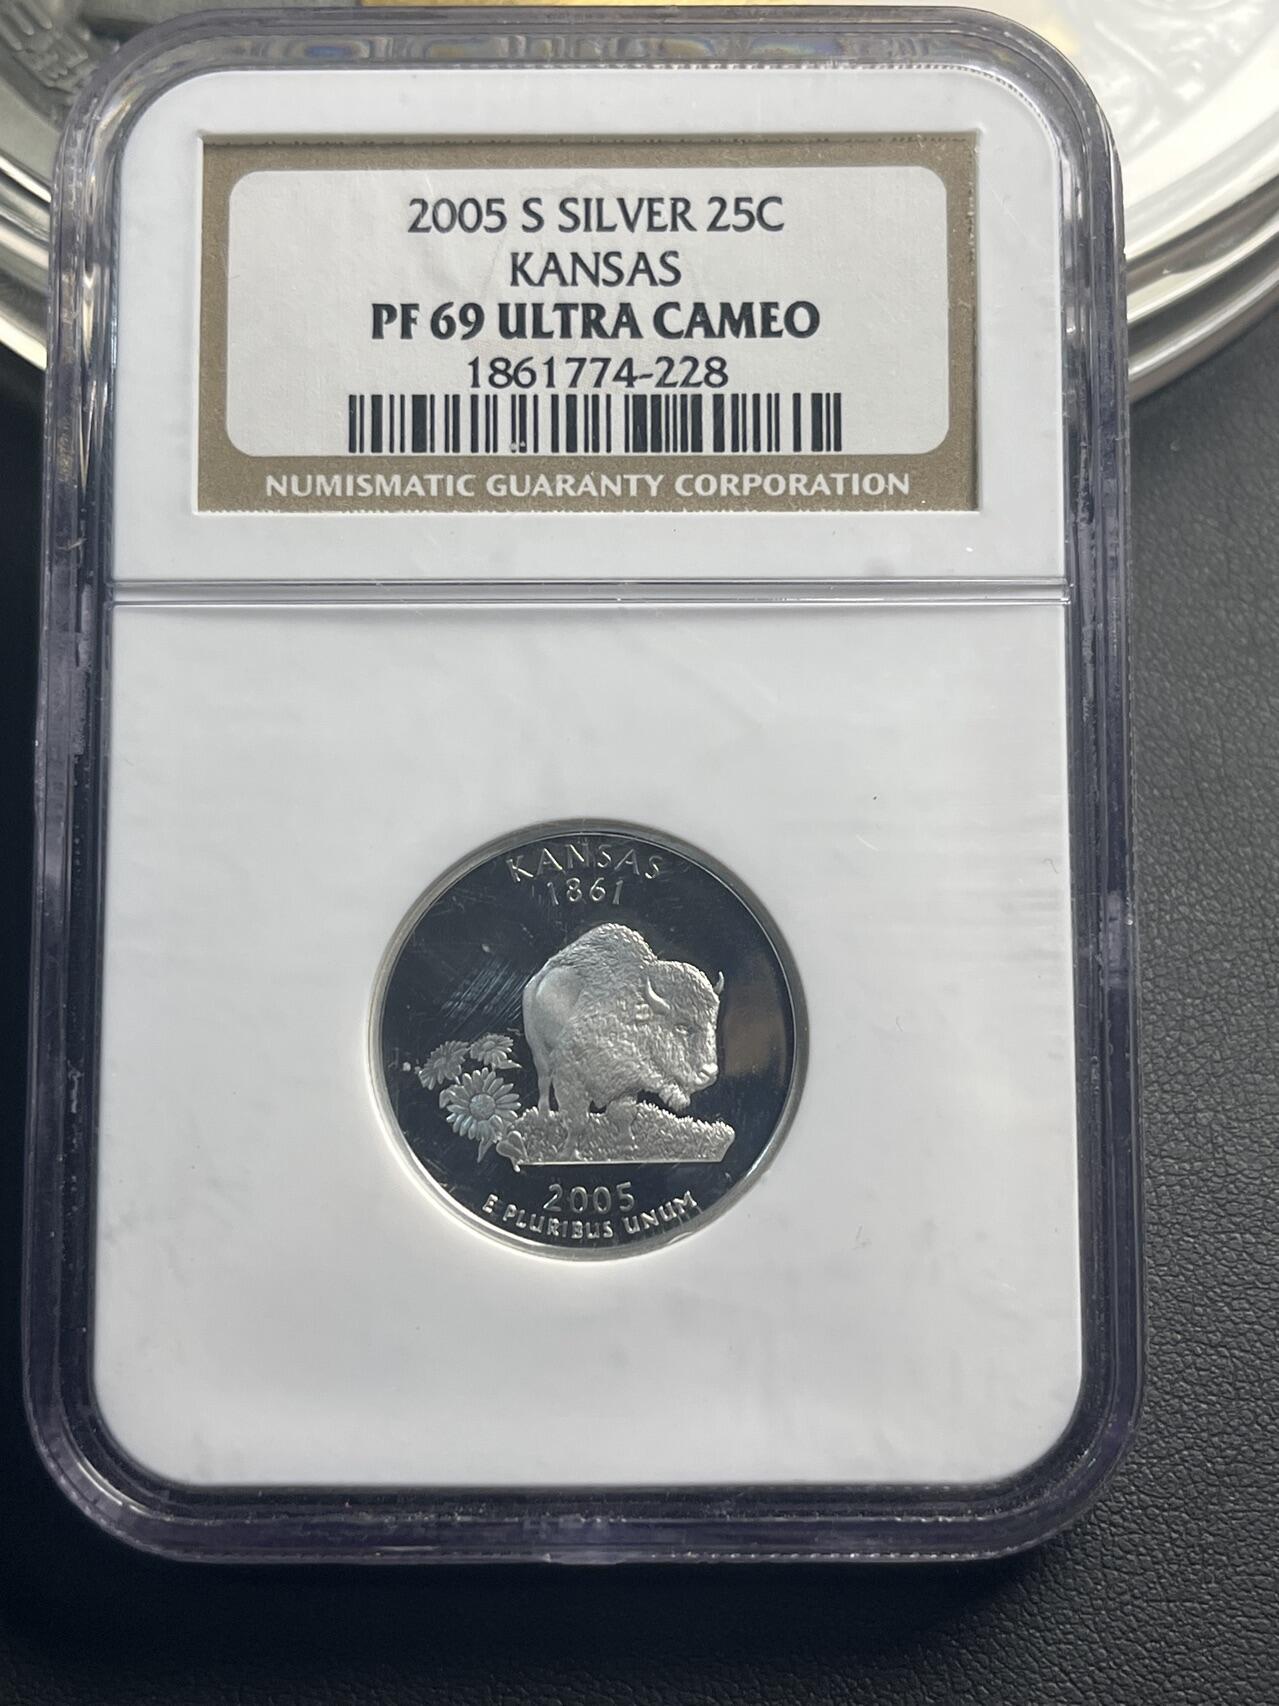 2005 S SILVER 25C
KANSAS
PF 69 ULTRA CAMEO
1861774-228
NUMISMATIC GUARANTY CORPORATION
KANSAS
1861
2005
E PLURIBUS UNUM